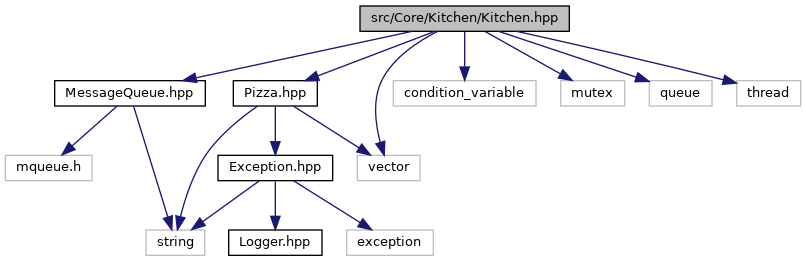 src/Core/Kitchen/Kitchen.hpp
MessageQueue.hpp
Pizza.hpp
condition_variable
mutex
queue
thread
mqueue.h
Exception.hpp
vector
string
Logger.hpp
exception